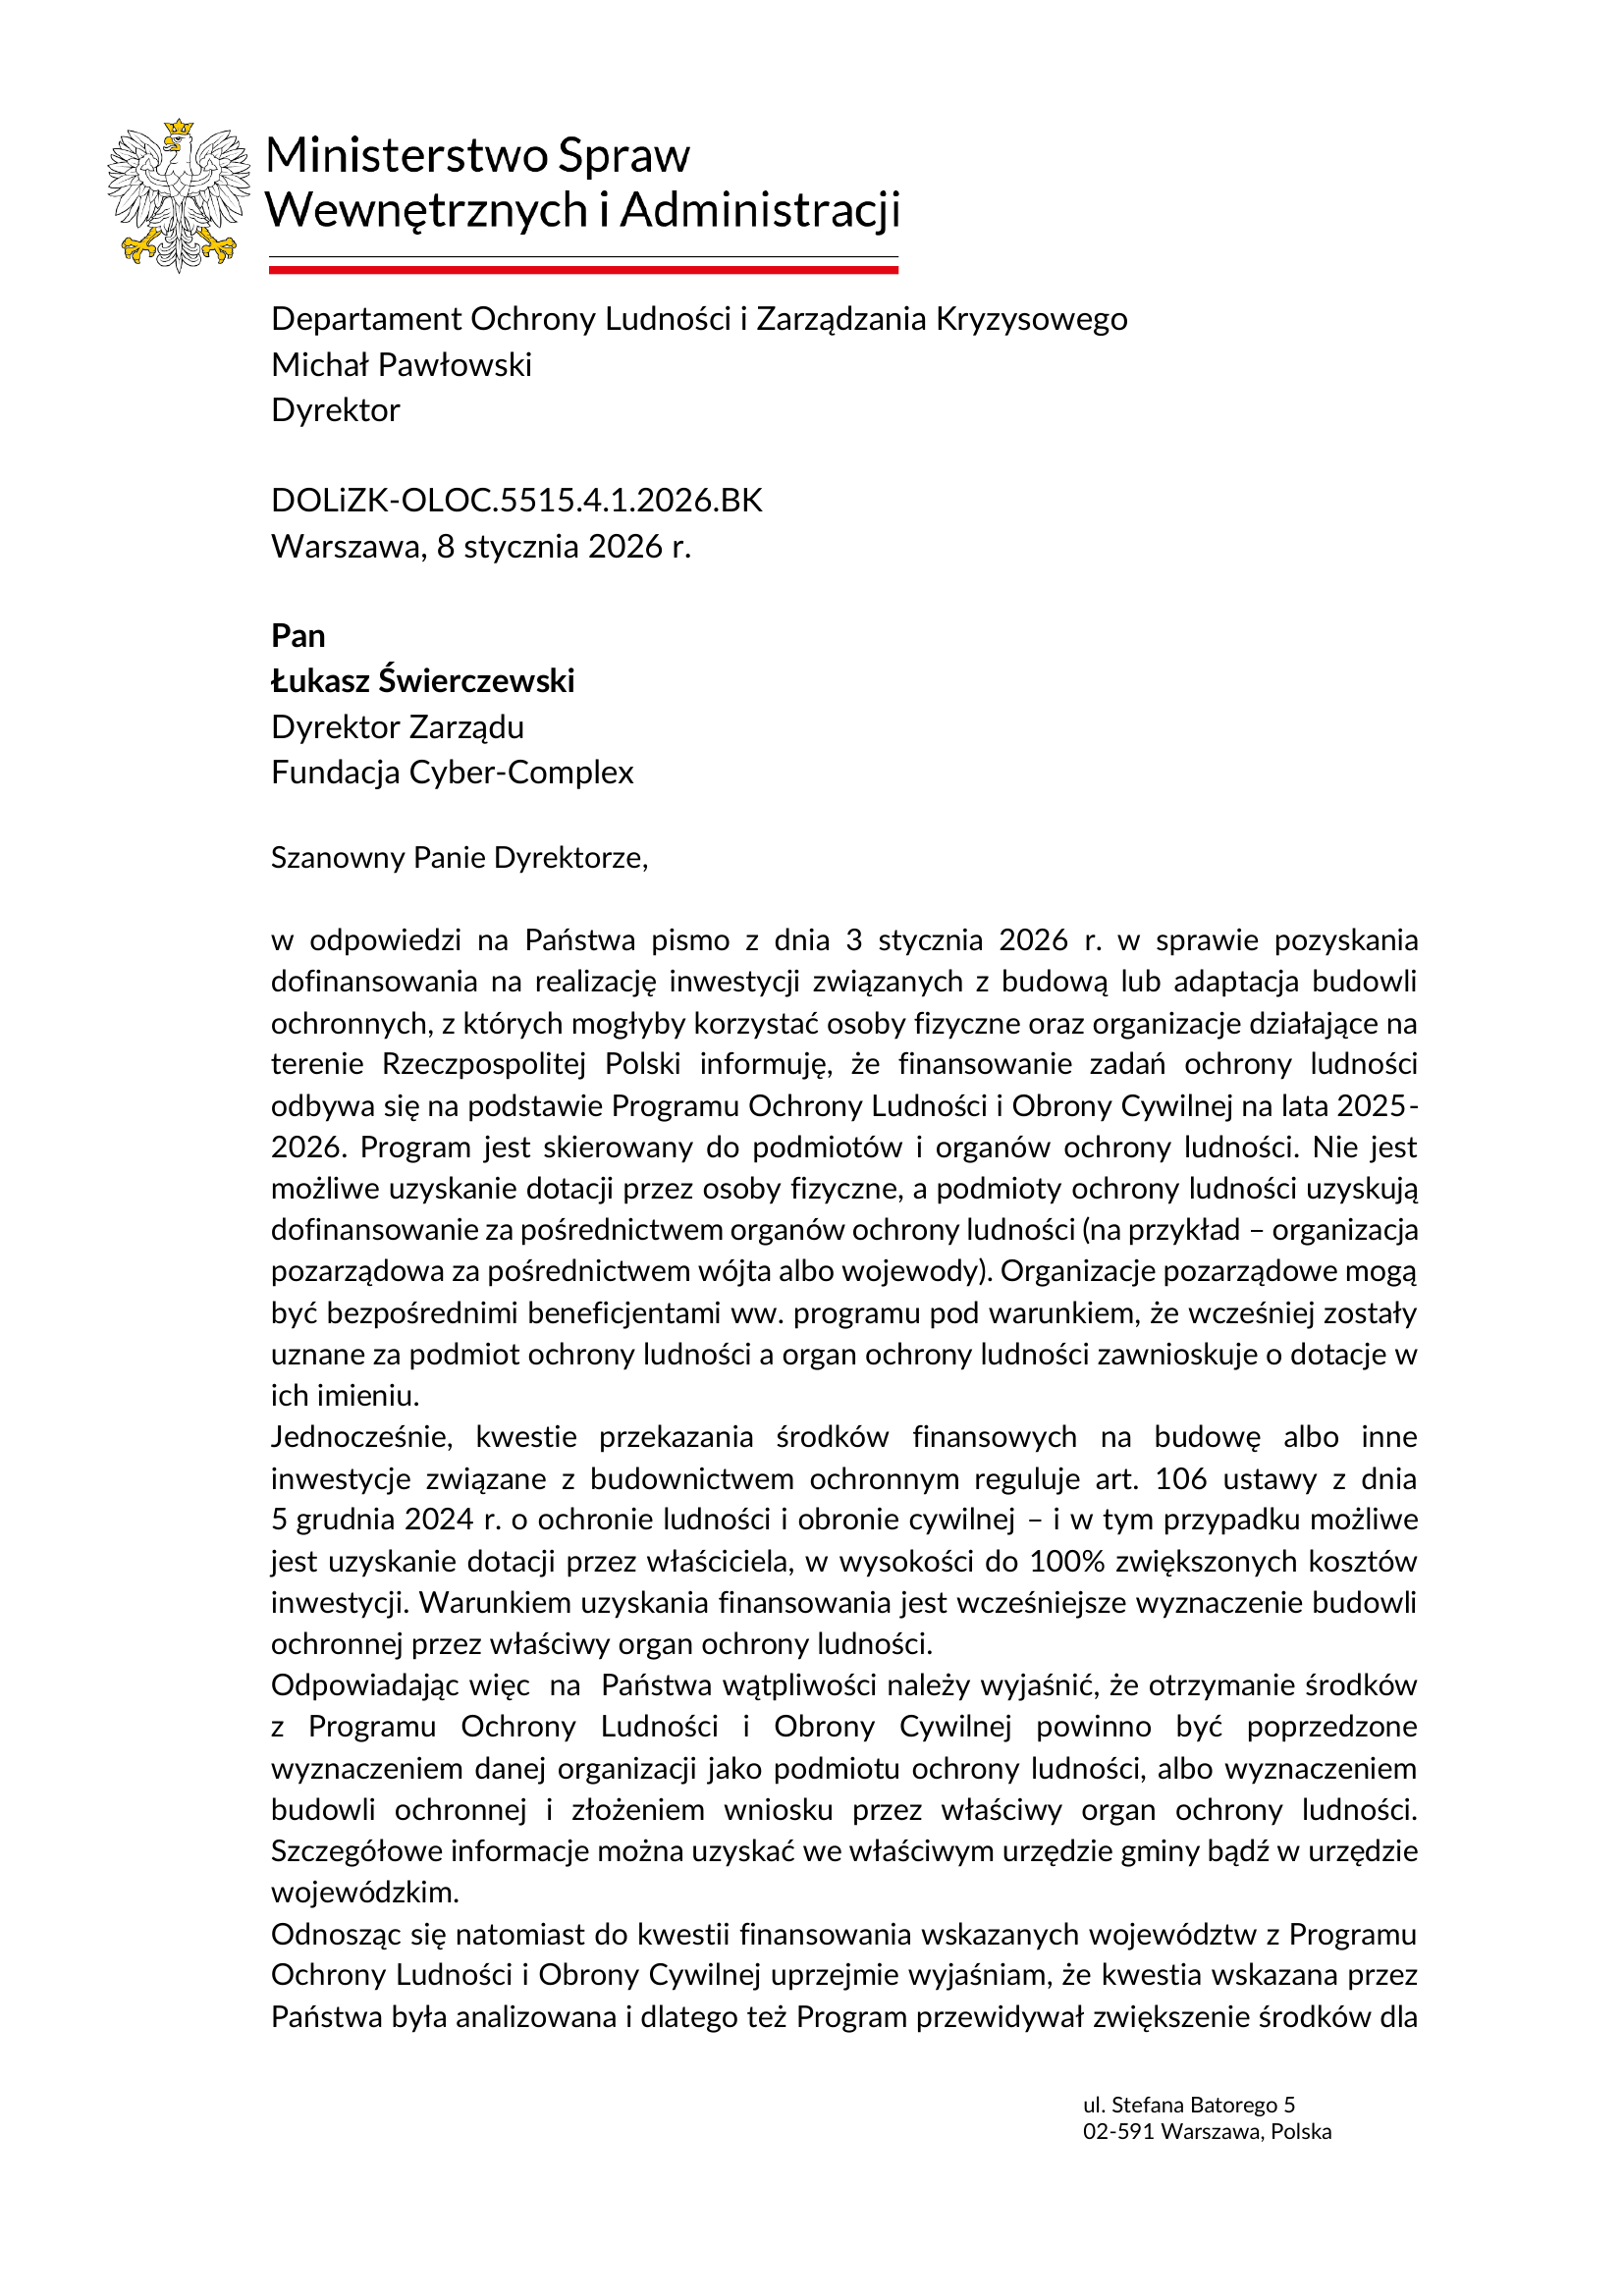 Ministerstwo Spraw
Wewnętrznych i Administracji
Departament Ochrony Ludności i Zarządzania Kryzysowego
Michał Pawłowski
Dyrektor
DOLiZK-OLOC.5515.4.1.2026.BK
Warszawa, 8 stycznia 2026 r.
Pan
Łukasz Świerczewski
Dyrektor Zarządu
Fundacja Cyber-Complex
Szanowny Panie Dyrektorze,
w odpowiedzi na Państwa pismo z dnia 3 stycznia 2026 r. w sprawie pozyskania
dofinansowania na realizację inwestycji związanych z budową lub adaptacja budowli
ochronnych, z których mogłyby korzystać osoby fizyczne oraz organizacje działające na
terenie Rzeczpospolitej Polski informuję, że finansowanie zadań ochrony ludności
odbywa się na podstawie Programu Ochrony Ludności i Obrony Cywilnej na lata 2025-
2026. Program jest skierowany do podmiotów i organów ochrony ludności. Nie jest
możliwe uzyskanie dotacji przez osoby fizyczne, a podmioty ochrony ludności uzyskują
dofinansowanie za pośrednictwem organów ochrony ludności (na przykład – organizacja
pozarządowa za pośrednictwem wójta albo wojewody). Organizacje pozarządowe mogą
być bezpośrednimi beneficjentami ww. programu pod warunkiem, że wcześniej zostały
uznane za podmiot ochrony ludności a organ ochrony ludności zawnioskuje o dotacje w
ich imieniu.
Jednocześnie, kwestie przekazania środków finansowych na budowę albo inne
inwestycje związane z budownictwem ochronnym reguluje art. 106 ustawy z dnia
5 grudnia 2024 r. o ochronie ludności i obronie cywilnej – i w tym przypadku możliwe
jest uzyskanie dotacji przez właściciela, w wysokości do 100% zwiększonych kosztów
inwestycji. Warunkiem uzyskania finansowania jest wcześniejsze wyznaczenie budowli
ochronnej przez właściwy organ ochrony ludności.
Odpowiadając więc na Państwa wątpliwości należy wyjaśnić, że otrzymanie środków
z Programu Ochrony Ludności i Obrony Cywilnej powinno być poprzedzone
wyznaczeniem danej organizacji jako podmiotu ochrony ludności, albo wyznaczeniem
budowli ochronnej i złożeniem wniosku przez właściwy organ ochrony ludności.
Szczegółowe informacje można uzyskać we właściwym urzędzie gminy bądź w urzędzie
wojewódzkim.
Odnosząc się natomiast do kwestii finansowania wskazanych województw z Programu
Ochrony Ludności i Obrony Cywilnej uprzejmie wyjaśniam, że kwestia wskazana przez
Państwa była analizowana i dlatego też Program przewidywał zwiększenie środków dla
ul. Stefana Batorego 5
02-591 Warszawa, Polska